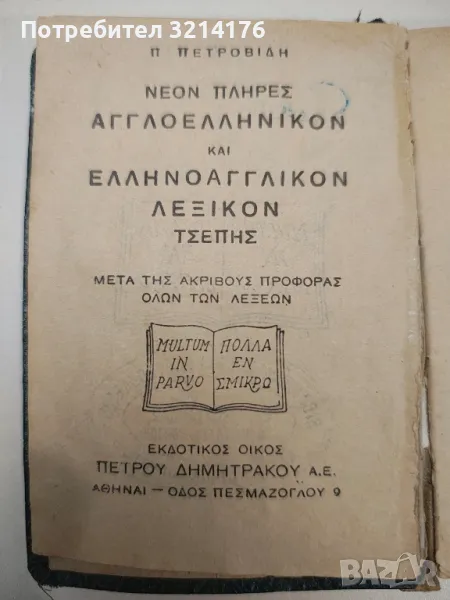 Потребител 3214176
Π ΠΕΤΡΟΒΙΔΗ
ΝΕΟΝ ΠΛΗΡΕΣ
ΑΓΓΛΟΕΛΛΗΝΙΚΟΝ
ΚΑΙ
ΕΛΛΗΝΟΑΓΓΛΙΚΟΝ
ΛΕΞΙΚΟΝ
ΤΣΕΠΗΣ
ΜΕΤΑ ΤΗΣ ΑΚΡΙΒΟΥΣ ΠΡΟΦΟΡΑΣ
ΟΛΩΝ ΤΩΝ ΛΕΞΕΩΝ
MULTUM
IN
PARVO
ΠΟΛΛΑ
ΕΝ
ΣΜΙΚΡΩ
ΕΚΔΟΤΙΚΟΣ ΟΙΚΟΣ
ΠΕΤΡΟΥ ΔΗΜΗΤΡΑΚΟΥ Α.Ε.
ΑΘΗΝΑΙ — ΟΔΟΣ ΠΕΣΜΑΖΟΓΛΟΥ 9
BAZAR